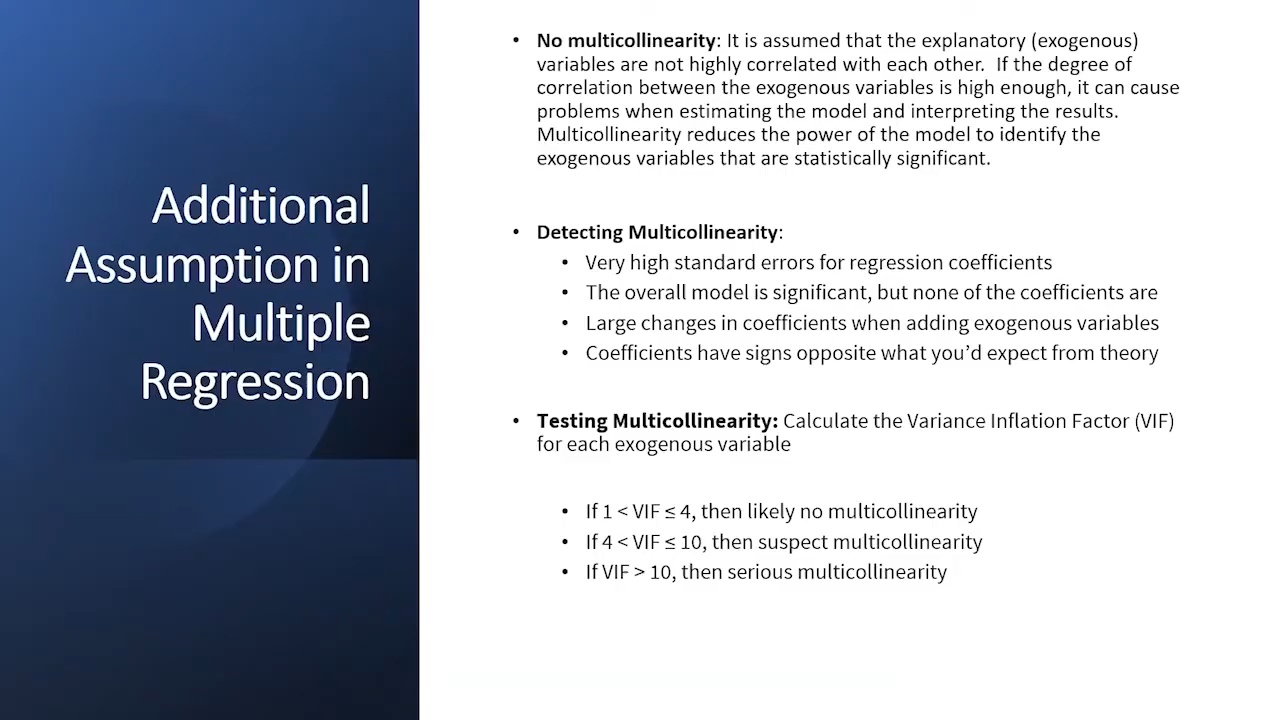 Additional
Assumption in
Multiple
Regression
• No multicollinearity: It is assumed that the explanatory (exogenous)
variables are not highly correlated with each other.  If the degree of
correlation between the exogenous variables is high enough, it can cause
problems when estimating the model and interpreting the results.
Multicollinearity reduces the power of the model to identify the
exogenous variables that are statistically significant.
• Detecting Multicollinearity:
• Very high standard errors for regression coefficients
• The overall model is significant, but none of the coefficients are
• Large changes in coefficients when adding exogenous variables
• Coefficients have signs opposite what you’d expect from theory
• Testing Multicollinearity: Calculate the Variance Inflation Factor (VIF)
for each exogenous variable
• If 1 < VIF ≤ 4, then likely no multicollinearity
• If 4 < VIF ≤ 10, then suspect multicollinearity
• If VIF > 10, then serious multicollinearity